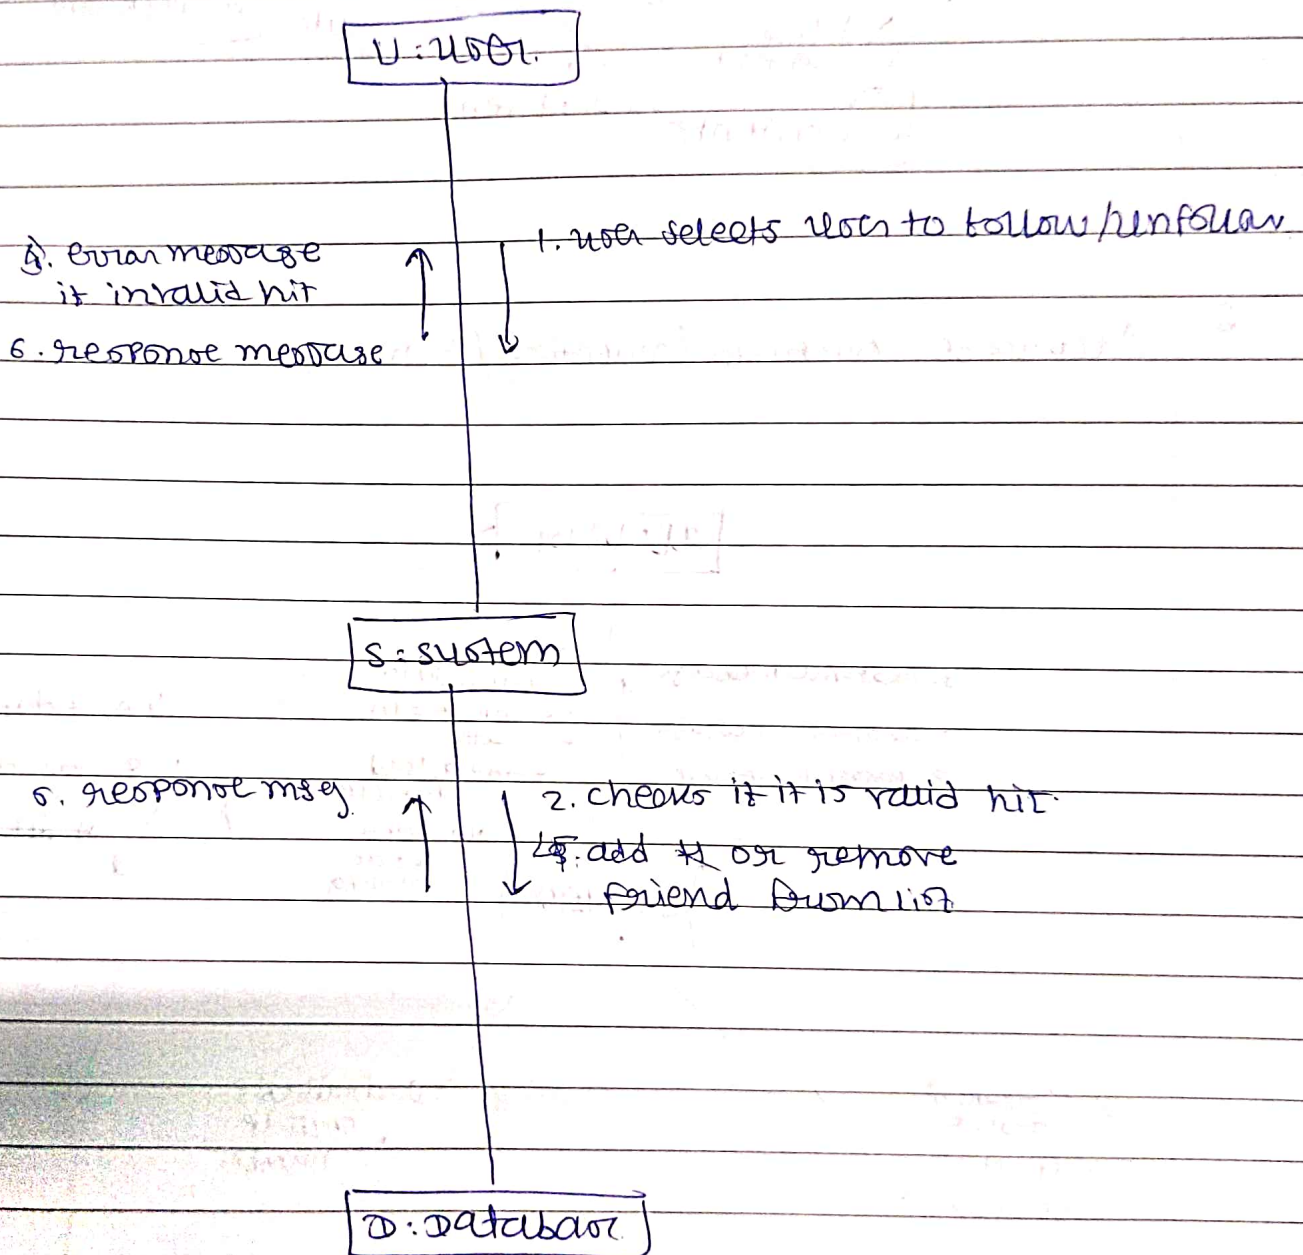 U:user.
1. user selects user to follow/unfollow
3. error message
if invalid hit
6. response message
S:system
5. response msg.
2. checks if it is valid hit.
4. add or remove
friend from list
D:Database